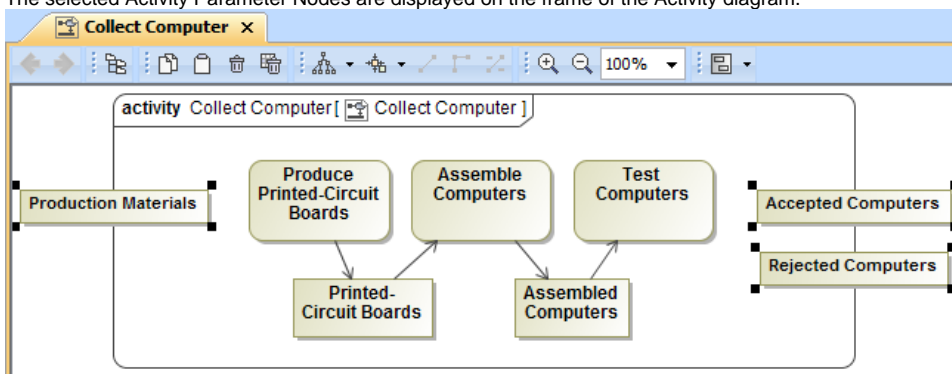 The selected Activity Parameter Nodes are displayed on the frame of the Activity diagram.
Collect Computer
100%
activity Collect Computer[ Collect Computer ]
Produce
Printed-Circuit
Boards
Assemble
Computers
Test
Computers
Production Materials
Accepted Computers
Rejected Computers
Printed-
Circuit Boards
Assembled
Computers